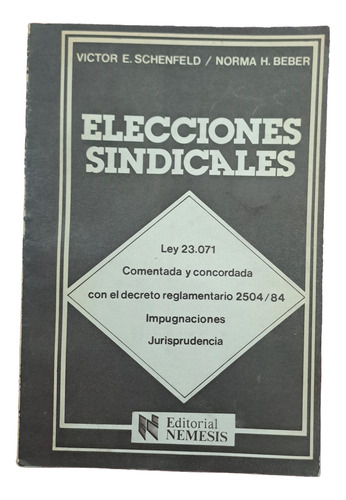 VICTOR E. SCHENFELD / NORMA H. BEBER
ELECCIONES
SINDICALES
Ley 23.071
Comentada y concordada
con el decreto reglamentario 2504/84
Impugnaciones
Jurisprudencia
Editorial
NEMESIS